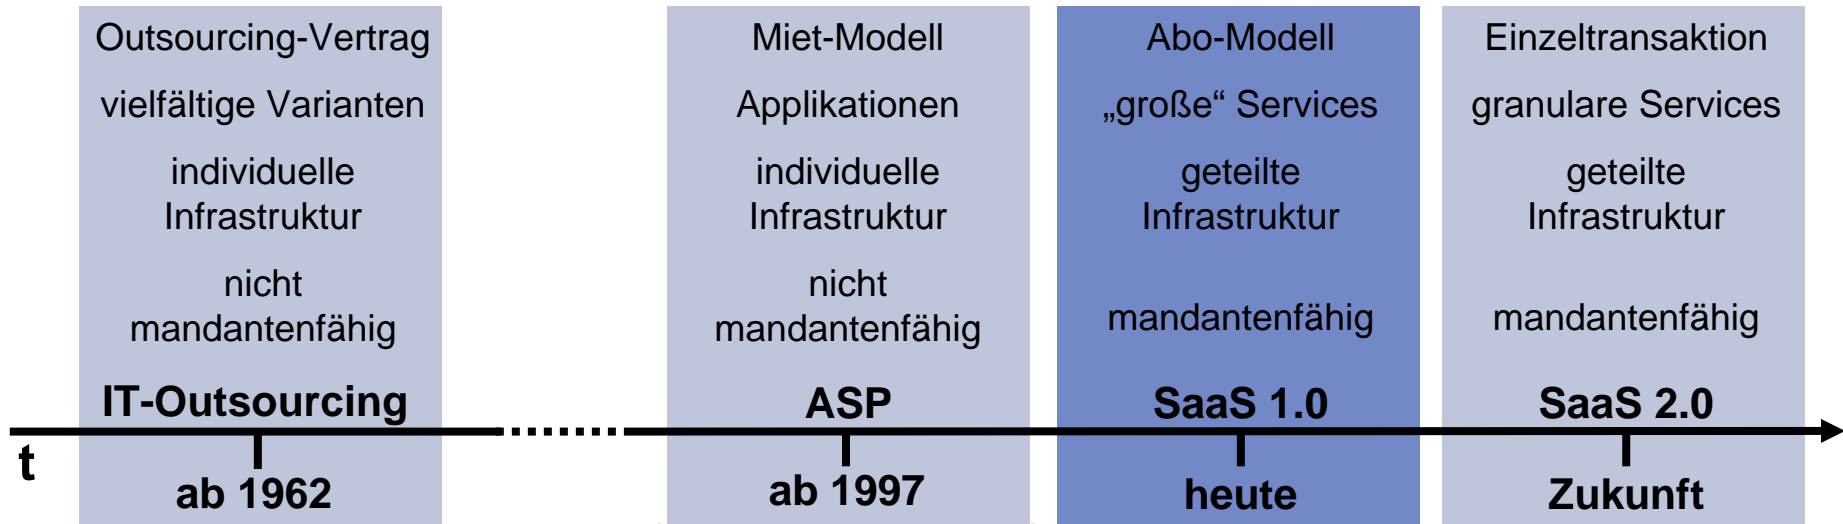 Outsourcing-Vertrag
vielfältige Varianten
individuelle
Infrastruktur
nicht
mandantenfähig
IT-Outsourcing
ab 1962
Miet-Modell
Applikationen
individuelle
Infrastruktur
nicht
mandantenfähig
ASP
ab 1997
Abo-Modell
„große“ Services
geteilte
Infrastruktur
mandantenfähig
SaaS 1.0
heute
Einzeltransaktion
granulare Services
geteilte
Infrastruktur
mandantenfähig
SaaS 2.0
Zukunft
t